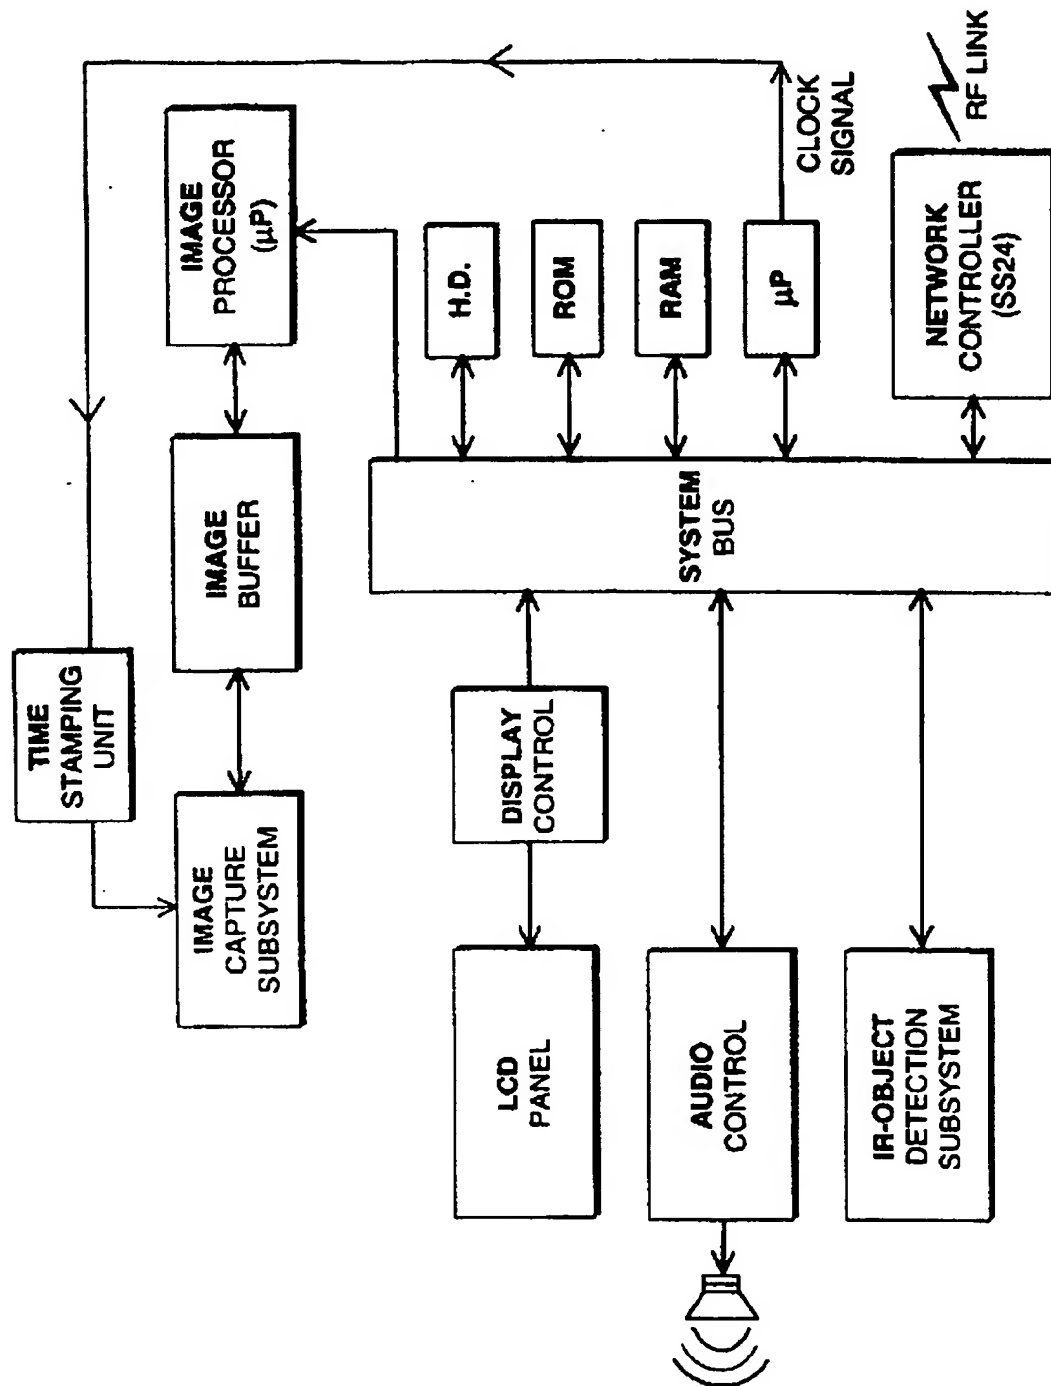 TIME
STAMPING
UNIT
IMAGE
CAPTURE
SUBSYSTEM
IMAGE
BUFFER
IMAGE
PROCESSOR
(µP)
LCD
PANEL
DISPLAY
CONTROL
H.D.
ROM
RAM
µP
CLOCK
SIGNAL
SYSTEM
BUS
AUDIO
CONTROL
IR-OBJECT
DETECTION
SUBSYSTEM
NETWORK
CONTROLLER
(SS24)
RF LINK